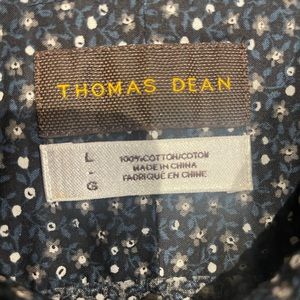 THOMAS DEAN
L
-
G
100% COTTON/COTON
MADE IN CHINA
FABRIQUÉ EN CHINE